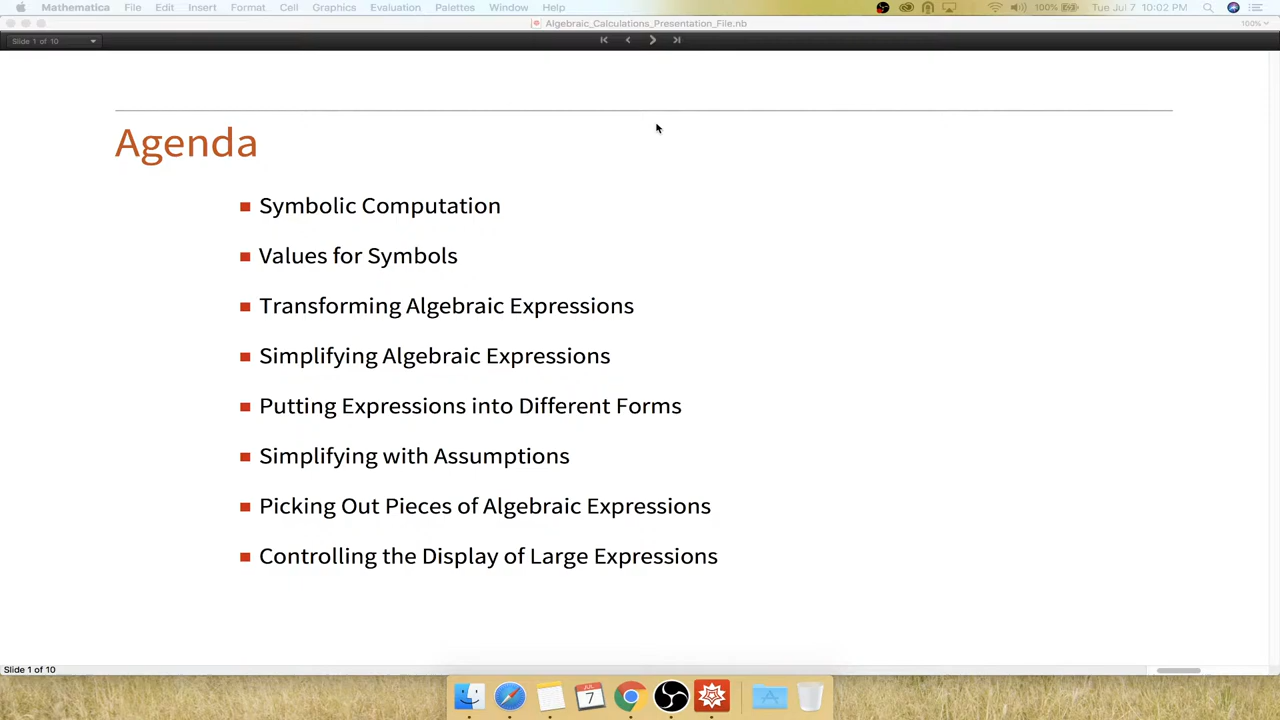 Mathematica File Edit Insert Format Cell Graphics Evaluation Palettes Window Help 100% Tue Jul 7 10:02 PM
Algebraic_Calculations_Presentation_File.nb 100%
Slide 1 of 10
Agenda
Symbolic Computation
Values for Symbols
Transforming Algebraic Expressions
Simplifying Algebraic Expressions
Putting Expressions into Different Forms
Simplifying with Assumptions
Picking Out Pieces of Algebraic Expressions
Controlling the Display of Large Expressions
Slide 1 of 10
JUL
7